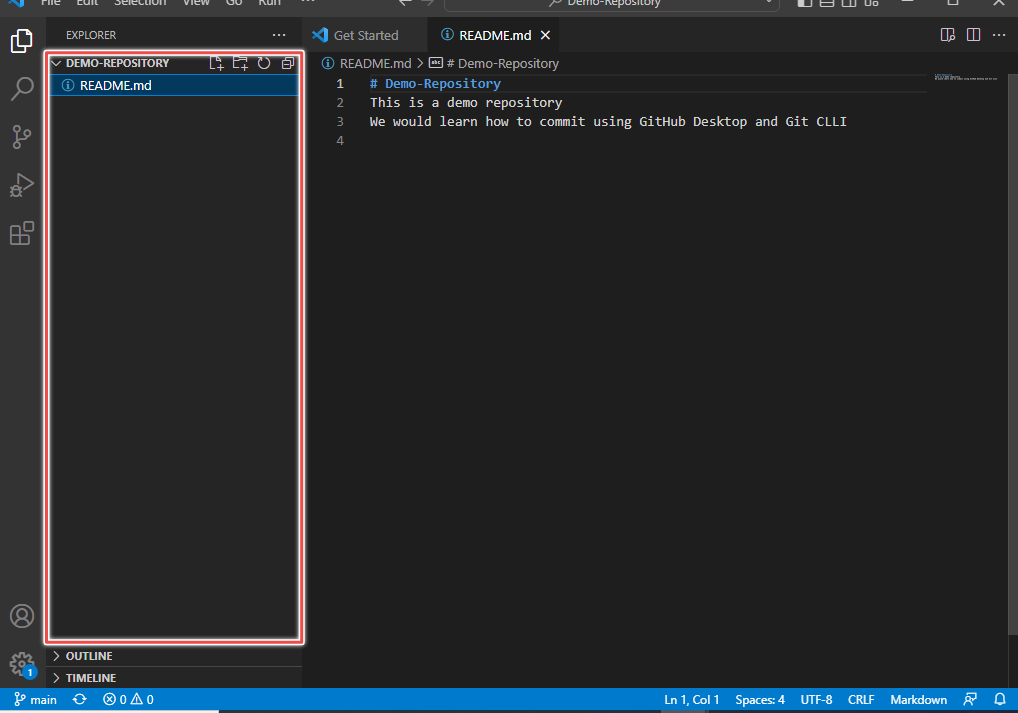 File Edit Selection View Go Run ...
Demo-Repository
EXPLORER ...
Get Started
README.md
DEMO-REPOSITORY
README.md
README.md > # Demo-Repository
1 # Demo-Repository
2 This is a demo repository
3 We would learn how to commit using GitHub Desktop and Git CLLI
4
OUTLINE
TIMELINE
1
main 0 0 Ln 1, Col 1 Spaces: 4 UTF-8 CRLF Markdown